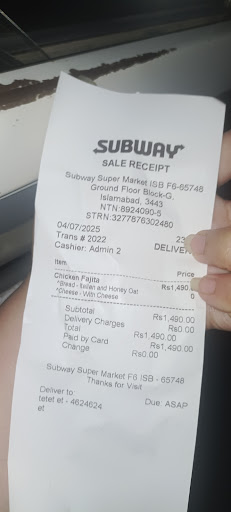 SUBWAY
SALE RECEIPT
Subway Super Market ISB F6-65748
Ground Floor Block-G,
Islamabad, 3443
NTN:8924090-5
STRN:3277876302480
04/07/2025 23
Trans # 2022 DELIVE
Cashier: Admin 2
Item Price
Chicken Fajita Rs1,490.
*Bread - Italian and Honey Oat 0
*Cheese - With Cheese
Subtotal Rs1,490.00
Delivery Charges Rs0.00
Total Rs1,490.00
Paid by Card Rs1,490.00
Change Rs0.00
Subway Super Market F6 ISB - 65748
Thanks for Visit
Deliver to: Due: ASAP
tetet et - 4624624
et